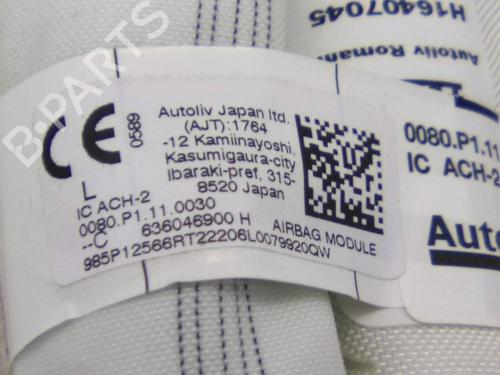 B-PARTS
CE
0589
Autoliv Japan ltd.
(AJT):1764
-12 Kamiinayoshi,
Kasumigaura-city
Ibaraki-pref, 315-
8520 Japan
L
IC ACH-2
0080.P1.11.0030
--C 636046900 H
AIRBAG MODULE
985P12566RT22206L0079920QW
H16407045
Autoliv Roman
0080.P1.11
IC ACH-2
Auto